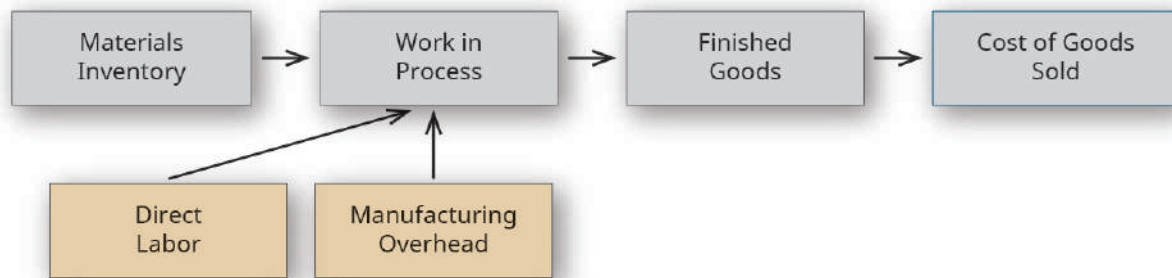 Materials
Inventory
Work in
Process
Finished
Goods
Cost of Goods
Sold
Direct
Labor
Manufacturing
Overhead